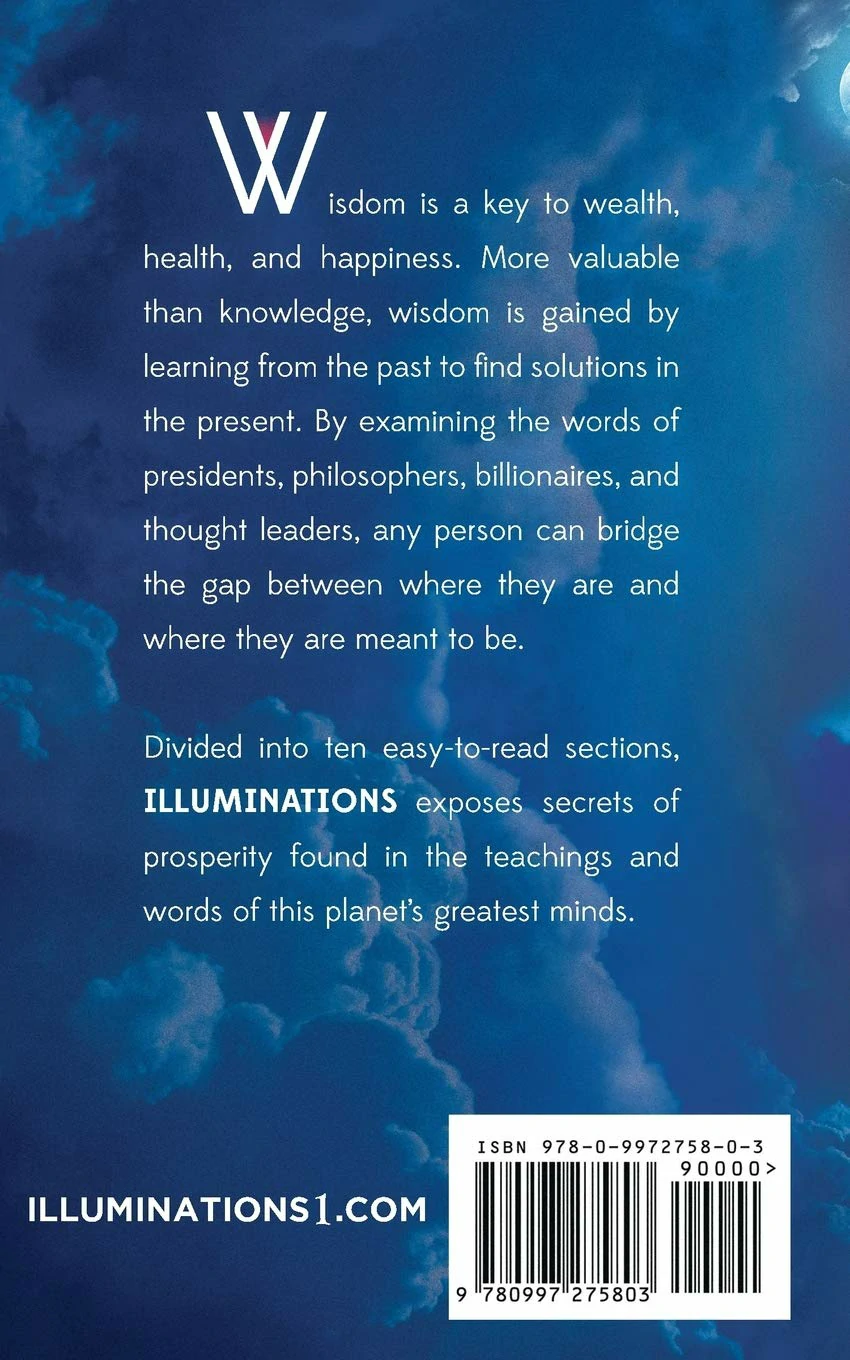 Wisdom is a key to wealth,
health, and happiness. More valuable
than knowledge, wisdom is gained by
learning from the past to find solutions in
the present. By examining the words of
presidents, philosophers, billionaires, and
thought leaders, any person can bridge
the gap between where they are and
where they are meant to be.
Divided into ten easy-to-read sections,
ILLUMINATIONS exposes secrets of
prosperity found in the teachings and
words of this planet's greatest minds.
ISBN 978-0-9972758-0-3
90000>
ILLUMINATIONS1.COM
9 780997 275803